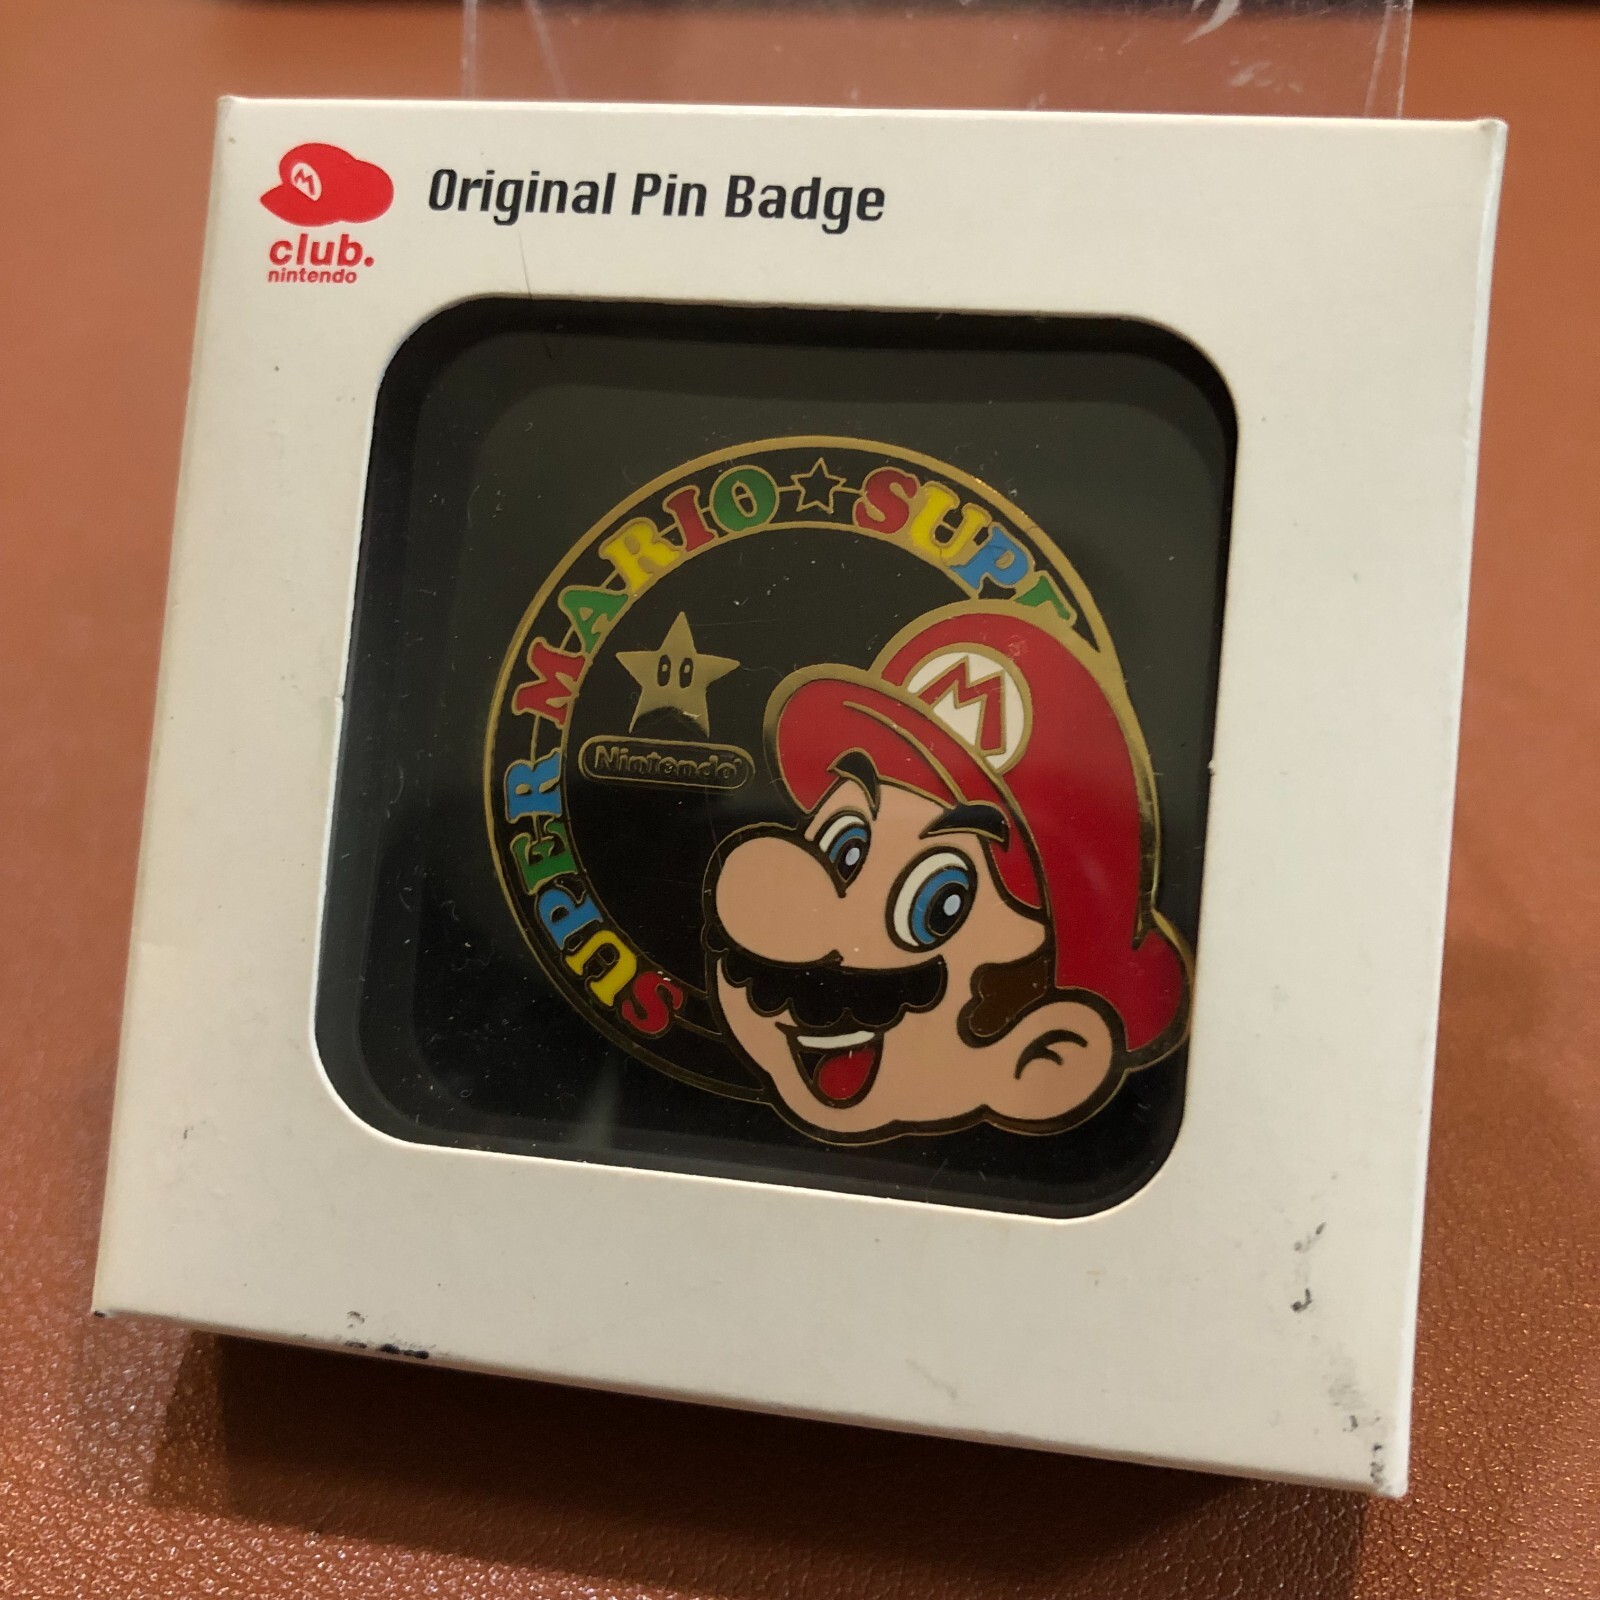 M
club.
nintendo
Original Pin Badge
SUPER MARIO ☆ SUPE
M
Nintendo